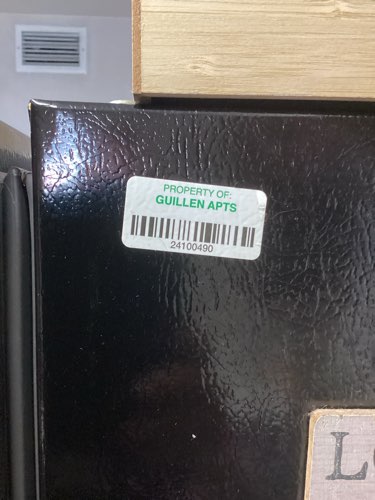 PROPERTY OF:
GUILLEN APTS
24100490